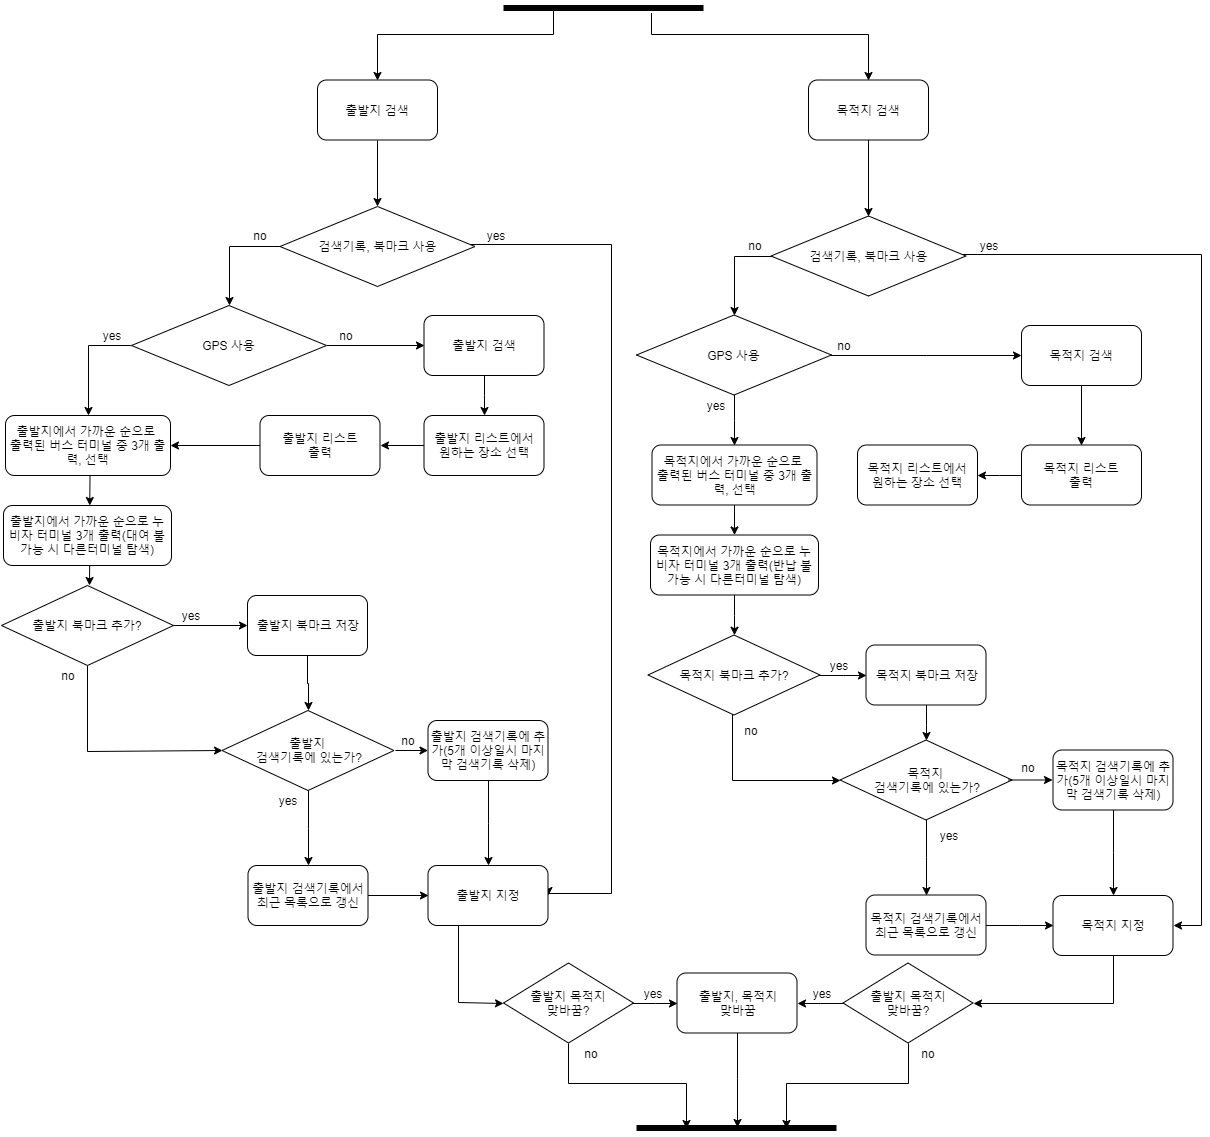 출발지 검색
목적지 검색
검색기록, 북마크 사용
no
yes
검색기록, 북마크 사용
no
yes
GPS 사용
yes
no
출발지 검색
GPS 사용
no
yes
목적지 검색
출발지에서 가까운 순으로
출력된 버스 터미널 중 3개 출
력, 선택
출발지 리스트
출력
출발지 리스트에서
원하는 장소 선택
목적지에서 가까운 순으로
출력된 버스 터미널 중 3개 출
력, 선택
목적지 리스트에서
원하는 장소 선택
목적지 리스트
출력
출발지에서 가까운 순으로 누
비자 터미널 3개 출력(대여 불
가능 시 다른터미널 탐색)
목적지에서 가까운 순으로 누
비자 터미널 3개 출력(반납 불
가능 시 다른터미널 탐색)
출발지 북마크 추가?
yes
no
출발지 북마크 저장
목적지 북마크 추가?
yes
no
목적지 북마크 저장
출발지
검색기록에 있는가?
no
yes
출발지 검색기록에 추
가(5개 이상일시 마지
막 검색기록 삭제)
목적지
검색기록에 있는가?
no
yes
목적지 검색기록에 추
가(5개 이상일시 마지
막 검색기록 삭제)
출발지 검색기록에서
최근 목록으로 갱신
출발지 지정
목적지 검색기록에서
최근 목록으로 갱신
목적지 지정
출발지 목적지
맞바꿈?
yes
no
출발지, 목적지
맞바꿈
yes
출발지 목적지
맞바꿈?
no